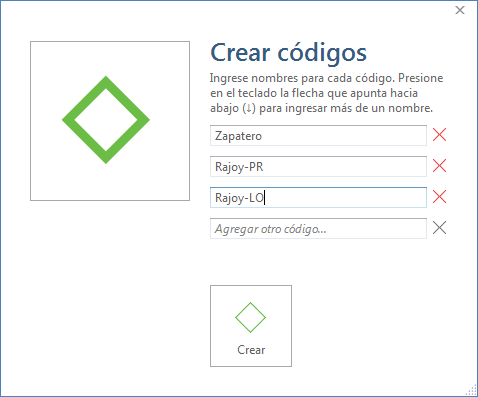 Crear códigos
Ingrese nombres para cada código. Presione
en el teclado la flecha que apunta hacia
abajo (↓) para ingresar más de un nombre.
Zapatero
Rajoy-PR
Rajoy-LO
Agregar otro código...
Crear